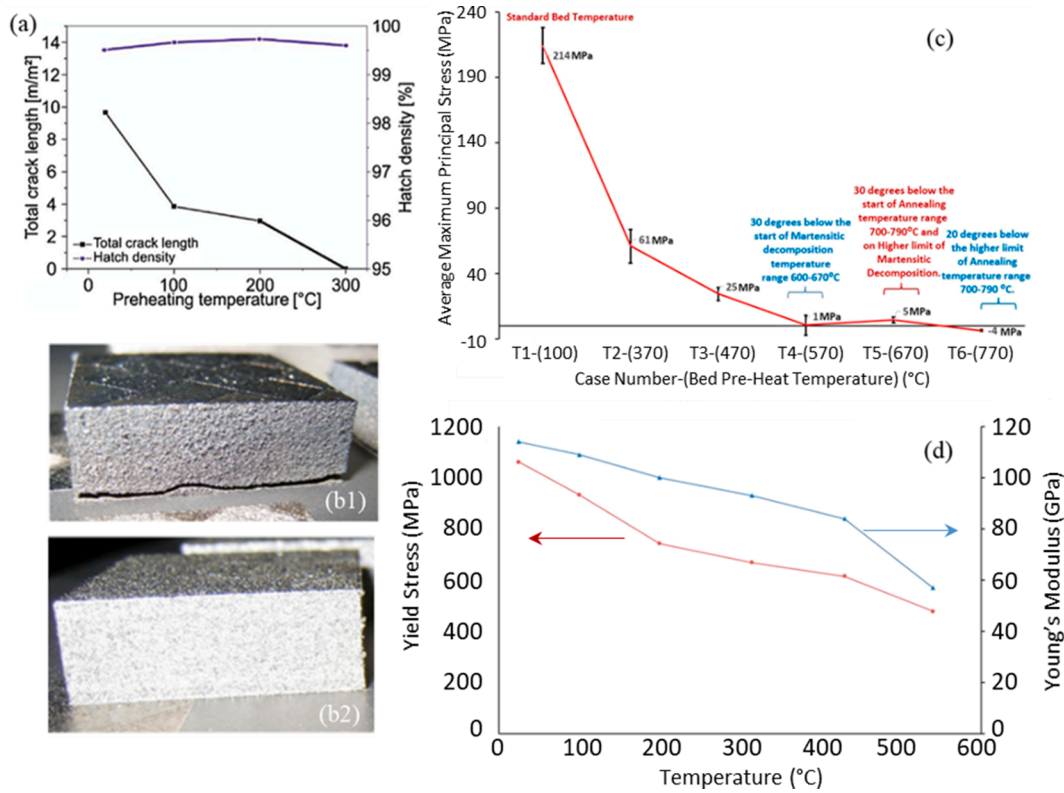 (a)
Total crack length [m/m²]
14
12
10
8
6
4
2
0
Hatch density [%]
100
99
98
97
96
95
Total crack length
Hatch density
0
100
200
300
Preheating temperature [°C]
(b1)
(b2)
(c)
Average Maximum Principal Stress (MPa)
240
190
140
90
40
-10
Standard Bed Temperature
214 MPa
61 MPa
25 MPa
1 MPa
5 MPa
-4 MPa
30 degrees below the
start of Martensitic
decomposition
temperature
range 600-670°C
30 degrees below the
start of Annealing
temperature range
700-790°C and
on Higher limit of
Martensitic
Decomposition.
20 degrees below
the higher limit
of Annealing
temperature range
700-790 °C.
T1-(100)
T2-(370)
T3-(470)
T4-(570)
T5-(670)
T6-(770)
Case Number-(Bed Pre-Heat Temperature) (°C)
(d)
Yield Stress (MPa)
1200
1000
800
600
400
200
0
Young's Modulus (GPa)
120
100
80
60
40
20
0
0
100
200
300
400
500
600
Temperature (°C)